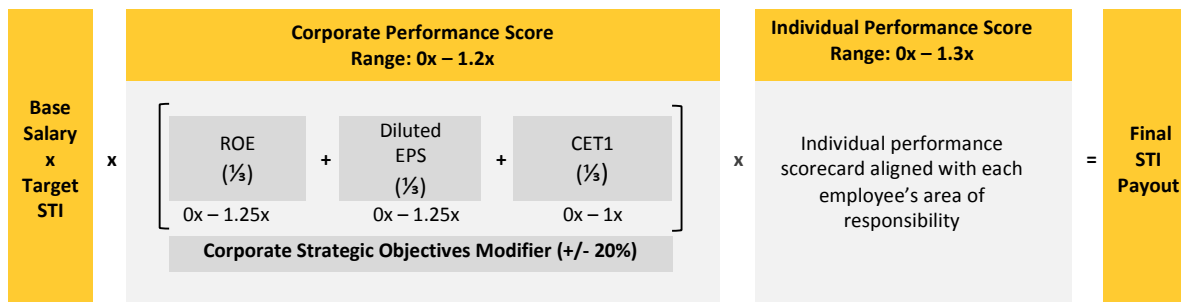 Base
Salary
x
Target
STI
x
Corporate Performance Score
Range: 0x – 1.2x
ROE
(⅓)
0x – 1.25x
+
Diluted
EPS
(⅓)
0x – 1.25x
+
CET1
(⅓)
0x – 1x
Corporate Strategic Objectives Modifier (+/- 20%)
x
Individual Performance Score
Range: 0x – 1.3x
Individual performance
scorecard aligned with each
employee’s area of
responsibility
=
Final
STI
Payout